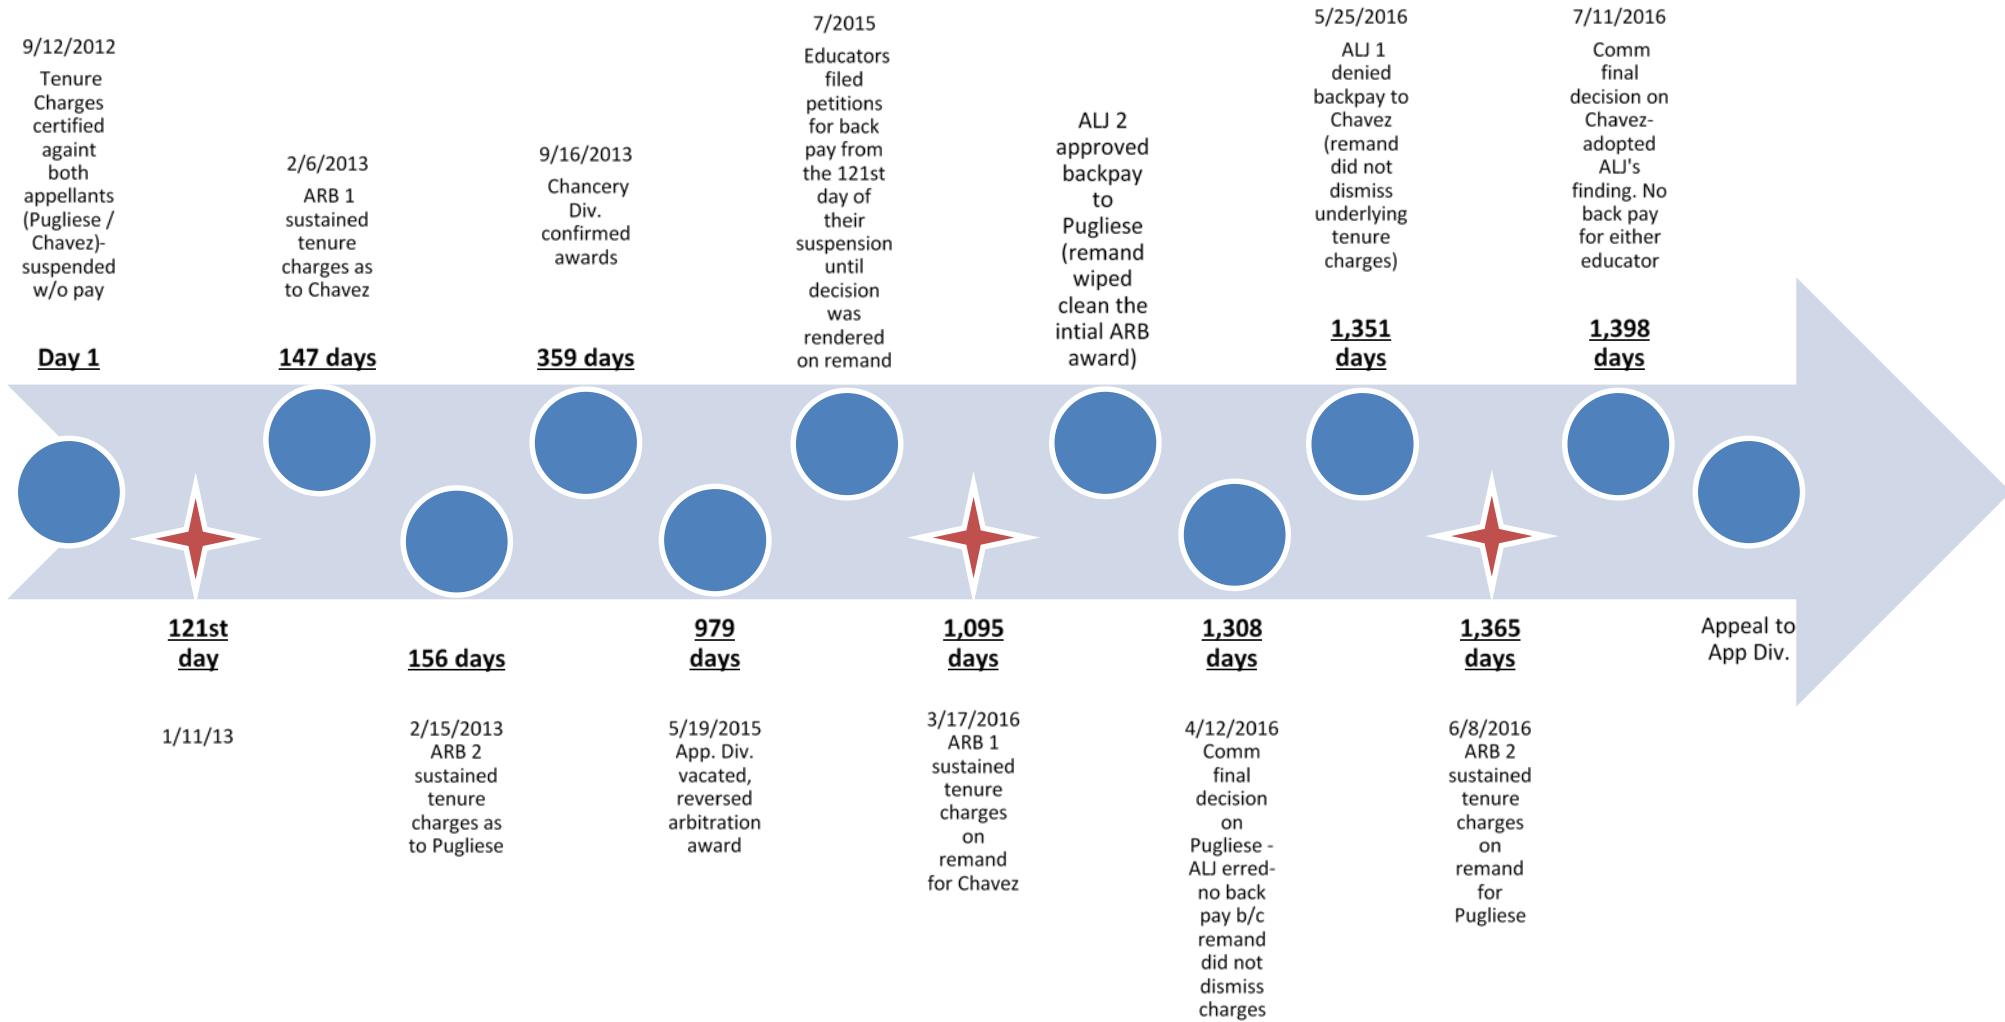 9/12/2012
Tenure
Charges
certified
againt
both
appellants
(Pugliese /
Chavez)-
suspended
w/o pay
Day 1
121st
day
1/11/13
2/6/2013
ARB 1
sustained
tenure
charges as
to Chavez
147 days
156 days
2/15/2013
ARB 2
sustained
tenure
charges as
to Pugliese
9/16/2013
Chancery
Div.
confirmed
awards
359 days
979
days
5/19/2015
App. Div.
vacated,
reversed
arbitration
award
7/2015
Educators
filed
petitions
for back
pay from
the 121st
day of
their
suspension
until
decision
was
rendered
on remand
1,095
days
3/17/2016
ARB 1
sustained
tenure
charges
on
remand
for Chavez
ALJ 2
approved
backpay
to
Pugliese
(remand
wiped
clean the
intial ARB
award)
1,308
days
4/12/2016
Comm
final
decision
on
Pugliese -
ALJ erred-
no back
pay b/c
remand
did not
dismiss
charges
5/25/2016
ALJ 1
denied
backpay to
Chavez
(remand
did not
dismiss
underlying
tenure
charges)
1,351
days
1,365
days
6/8/2016
ARB 2
sustained
tenure
charges
on
remand
for
Pugliese
7/11/2016
Comm
final
decision on
Chavez-
adopted
ALJ's
finding. No
back pay
for either
educator
1,398
days
Appeal to
App Div.